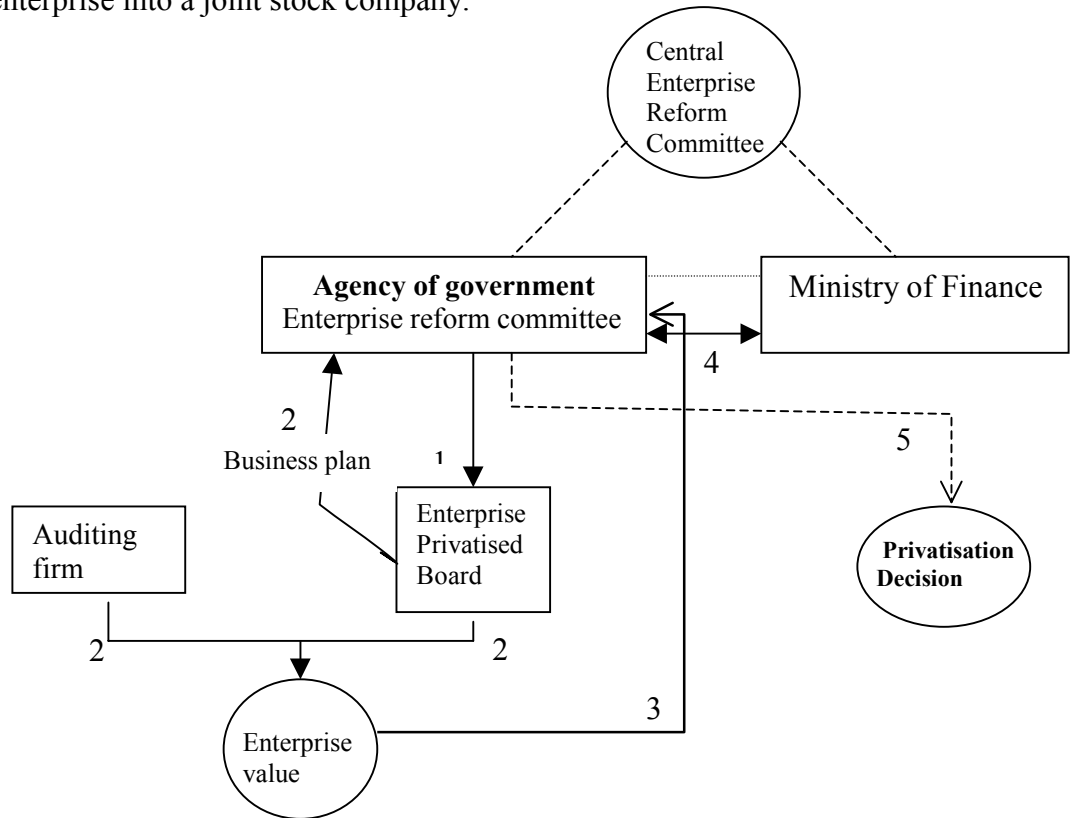 enterprise into a joint stock company.
Central
Enterprise
Reform
Committee
Agency of government
Enterprise reform committee
Ministry of Finance
4
2
Business plan
1
5
Auditing
firm
Enterprise
Privatised
Board
Privatisation
Decision
2
2
3
Enterprise
value